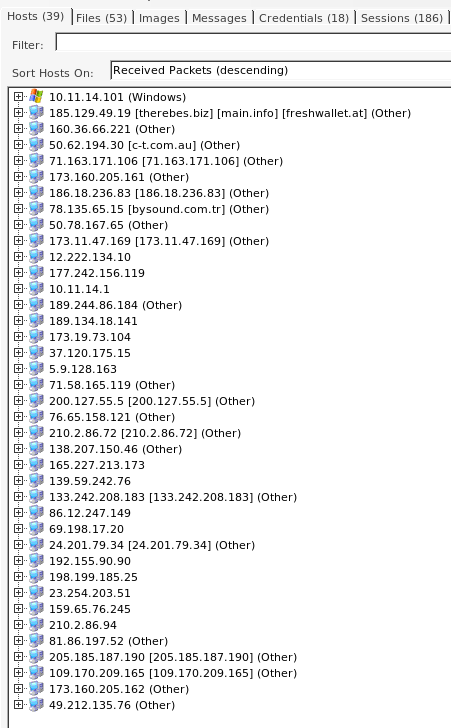 Hosts (39) Files (53) Images Messages Credentials (18) Sessions (186)
Filter:
Sort Hosts On: Received Packets (descending)
10.11.14.101 (Windows)
185.129.49.19 [therebes.biz] [main.info] [freshwallet.at] (Other)
160.36.66.221 (Other)
50.62.194.30 [c-t.com.au] (Other)
71.163.171.106 [71.163.171.106] (Other)
173.160.205.161 (Other)
186.18.236.83 [186.18.236.83] (Other)
78.135.65.15 [bysound.com.tr] (Other)
50.78.167.65 (Other)
173.11.47.169 [173.11.47.169] (Other)
12.222.134.10
177.242.156.119
10.11.14.1
189.244.86.184 (Other)
189.134.18.141
173.19.73.104
37.120.175.15
5.9.128.163
71.58.165.119 (Other)
200.127.55.5 [200.127.55.5] (Other)
76.65.158.121 (Other)
210.2.86.72 [210.2.86.72] (Other)
138.207.150.46 (Other)
165.227.213.173
139.59.242.76
133.242.208.183 [133.242.208.183] (Other)
86.12.247.149
69.198.17.20
24.201.79.34 [24.201.79.34] (Other)
192.155.90.90
198.199.185.25
23.254.203.51
159.65.76.245
210.2.86.94
81.86.197.52 (Other)
205.185.187.190 [205.185.187.190] (Other)
109.170.209.165 [109.170.209.165] (Other)
173.160.205.162 (Other)
49.212.135.76 (Other)